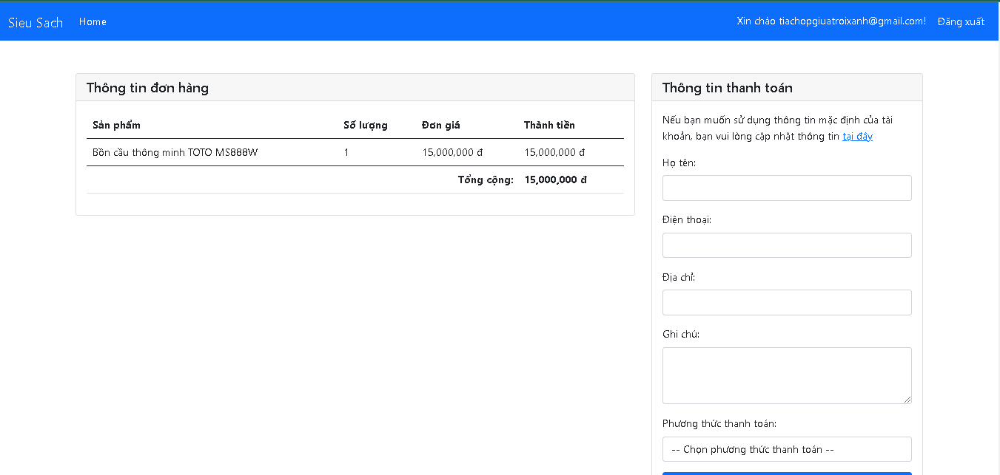 Sieu Sach Home Xin chào tiachopgiuatroixanh@gmail.com! Đăng xuất
Thông tin đơn hàng
Sản phẩm Số lượng Đơn giá Thành tiền
Bồn cầu thông minh TOTO MS888W 1 15,000,000 đ 15,000,000 đ
Tổng cộng: 15,000,000 đ
Thông tin thanh toán
Nếu bạn muốn sử dụng thông tin mặc định của tài
khoản, bạn vui lòng cập nhật thông tin tại đây
Họ tên:
Điện thoại:
Địa chỉ:
Ghi chú:
Phương thức thanh toán:
-- Chọn phương thức thanh toán --